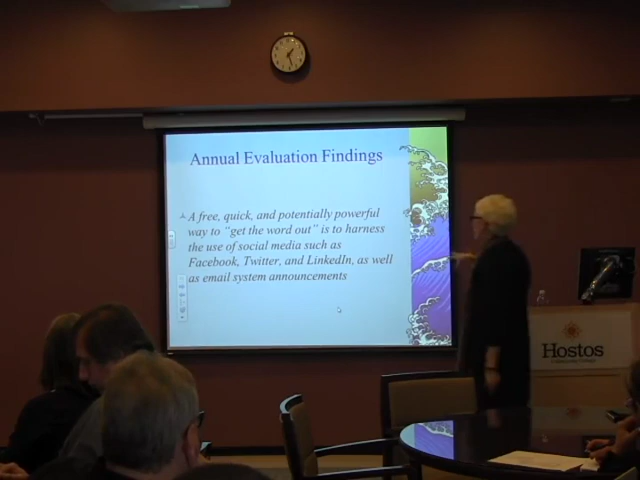 Annual Evaluation Findings
A free, quick, and potentially powerful
way to "get the word out" is to harness
the use of social media such as
Facebook, Twitter, and LinkedIn, as well
as email system announcements
Hostos